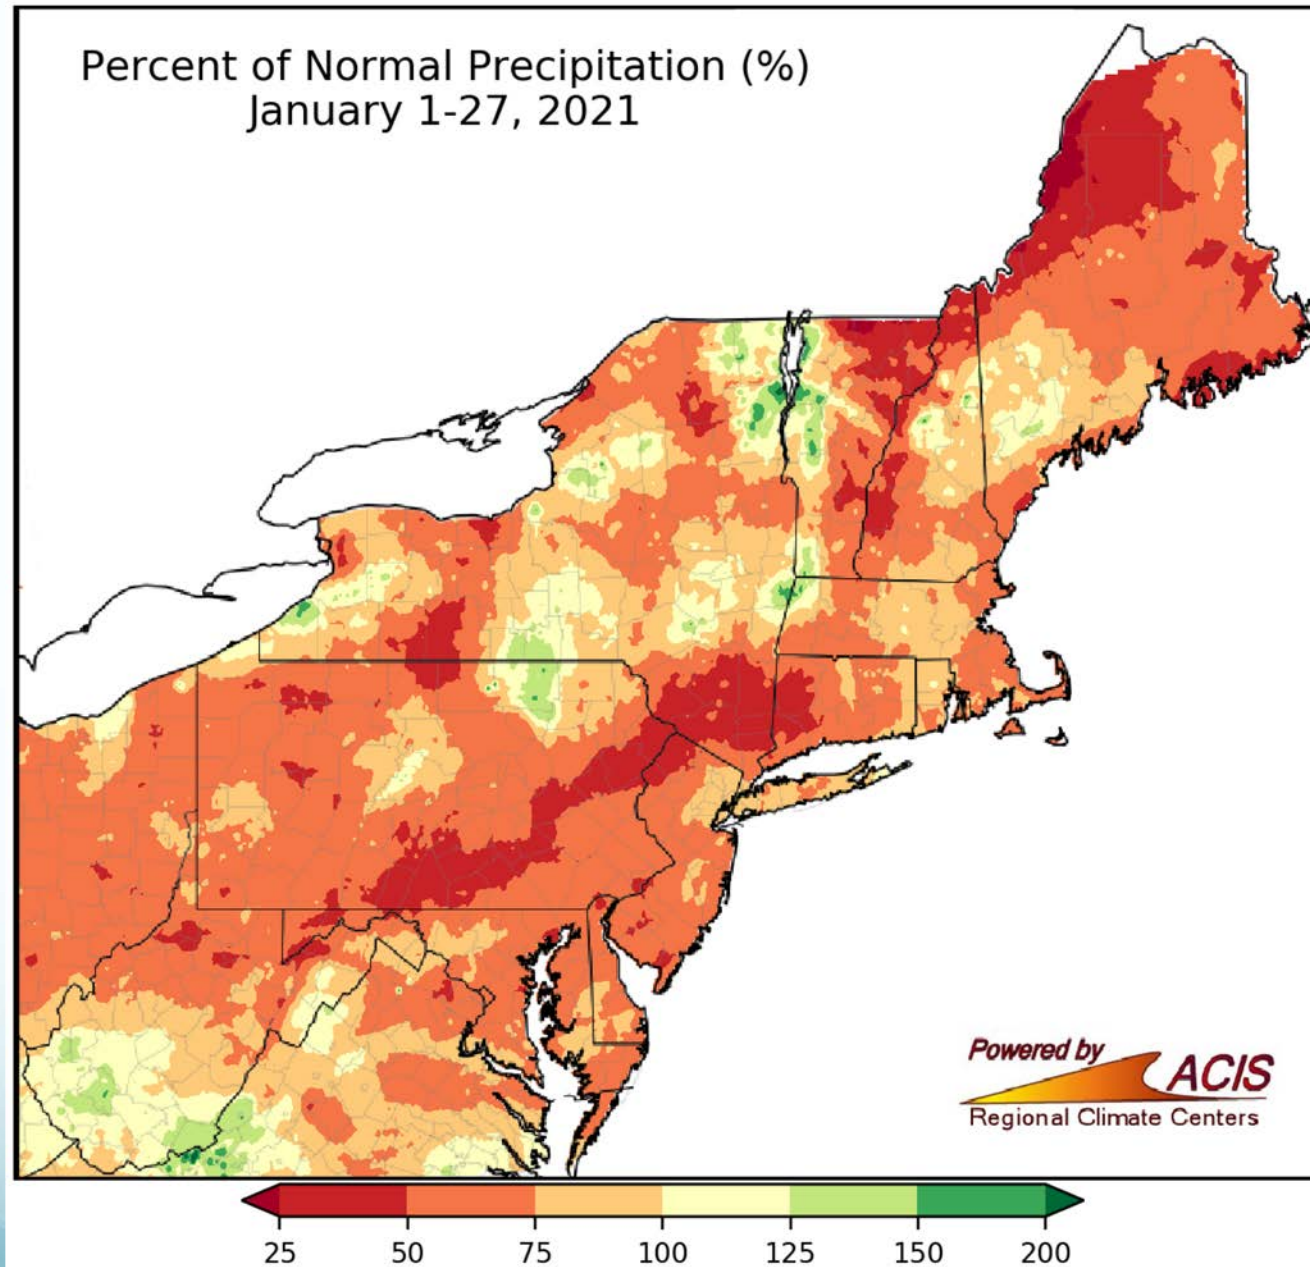 Percent of Normal Precipitation (%)
January 1-27, 2021
Powered by
ACIS
Regional Climate Centers
25 50 75 100 125 150 200